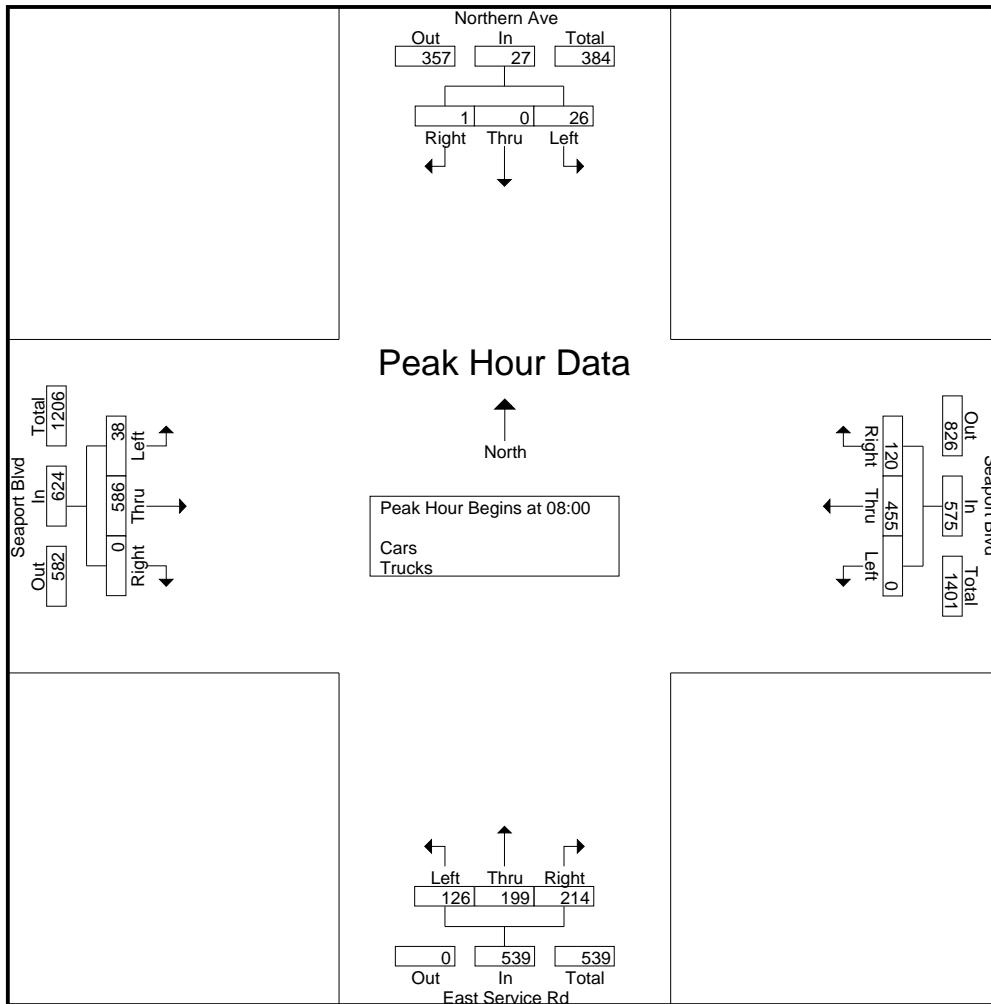 Northern Ave
Out In Total
357 27 384
1 0 26
Right Thru Left
Peak Hour Data
North
Peak Hour Begins at 08:00
Cars
Trucks
Seaport Blvd
Out In Total
582 624 1206
0 586 38
Right Thru Left
Seaport Blvd
Out In Total
826 575 1401
120 455 0
Right Thru Left
Left Thru Right
126 199 214
0 539 539
Out In Total
East Service Rd